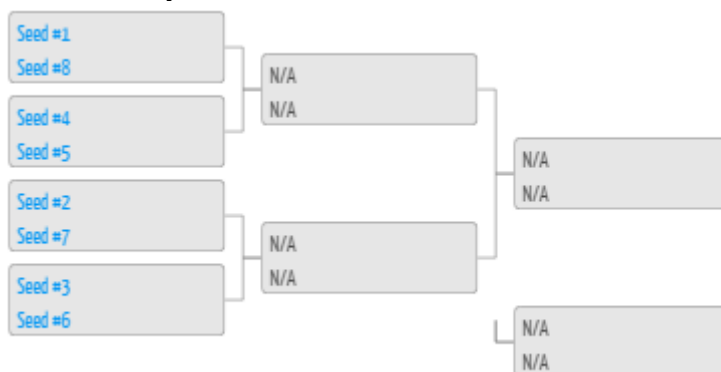 Seed #1
Seed #8
Seed #4
Seed #5
Seed #2
Seed #7
Seed #3
Seed #6
N/A
N/A
N/A
N/A
N/A
N/A
N/A
N/A